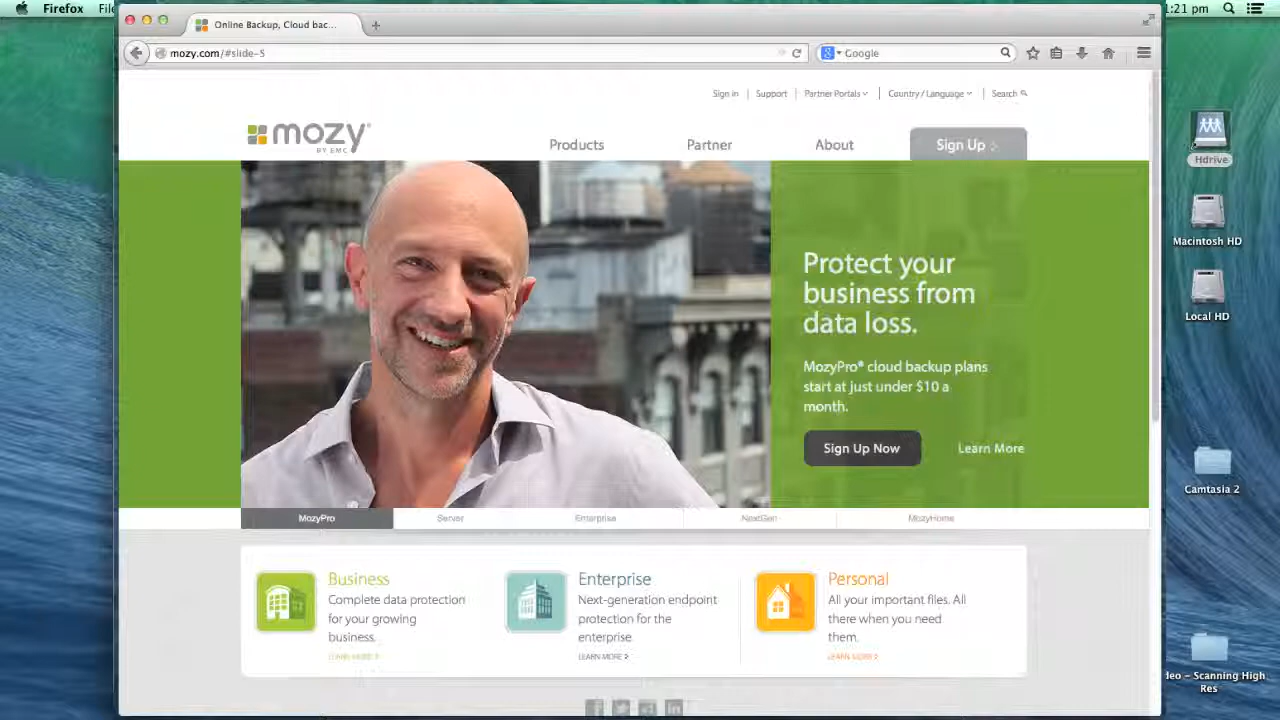 Firefox
1:21 pm
Online Backup, Cloud bac...
mozy.com/#slide-5
Google
Sign in
Support
Partner Portals
Country / Language
Search
mozy
BY EMC
Products
Partner
About
Sign Up
Hdrive
Macintosh HD
Local HD
Camtasia 2
deo – Scanning High
Res
Protect your
business from
data loss.
MozyPro® cloud backup plans
start at just under $10 a
month.
Sign Up Now
Learn More
MozyPro
Server
Enterprise
NextGen
MozyHome
Business
Complete data protection
for your growing
business.
LEARN MORE >
Enterprise
Next-generation endpoint
protection for the
enterprise
LEARN MORE >
Personal
All your important files. All
there when you need
them.
LEARN MORE >